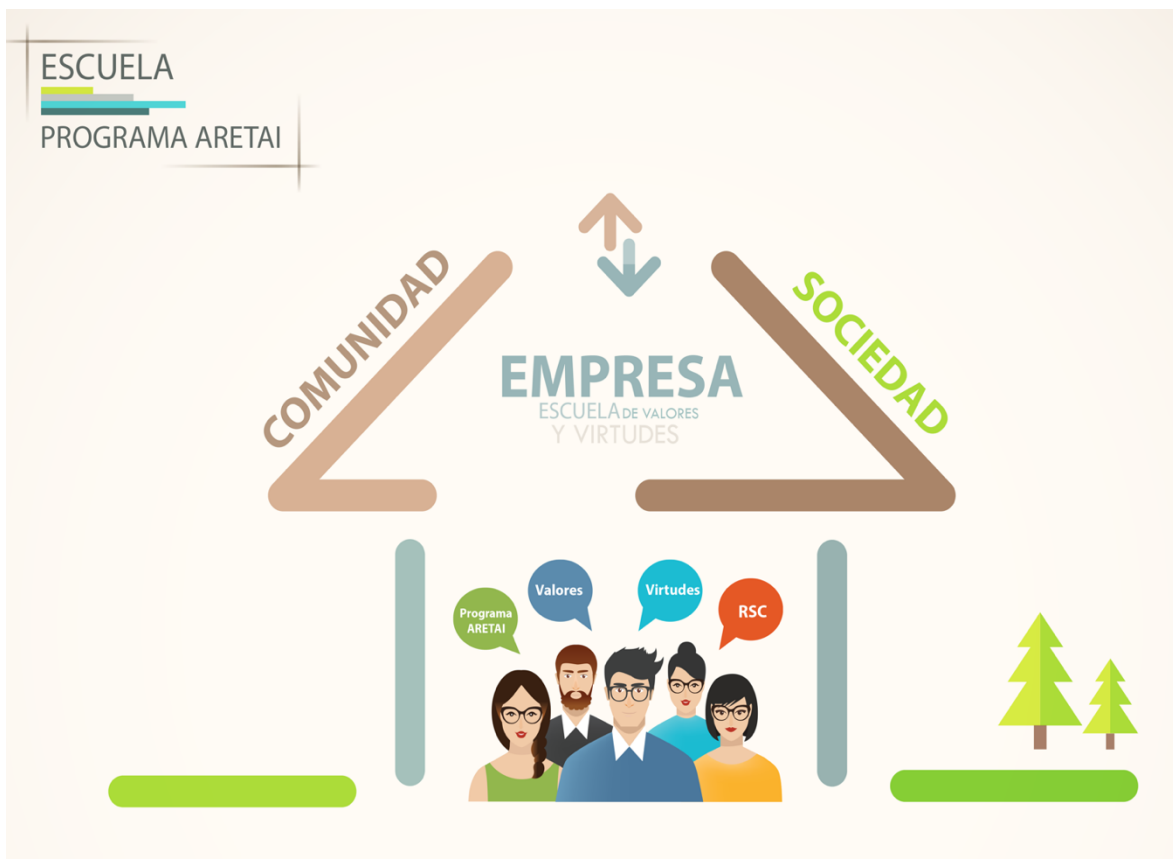 ESCUELA
PROGRAMA ARETAI
COMUNIDAD
SOCIEDAD
EMPRESA
ESCUELA DE VALORES
Y VIRTUDES
Programa
ARETAI
Valores
Virtudes
RSC